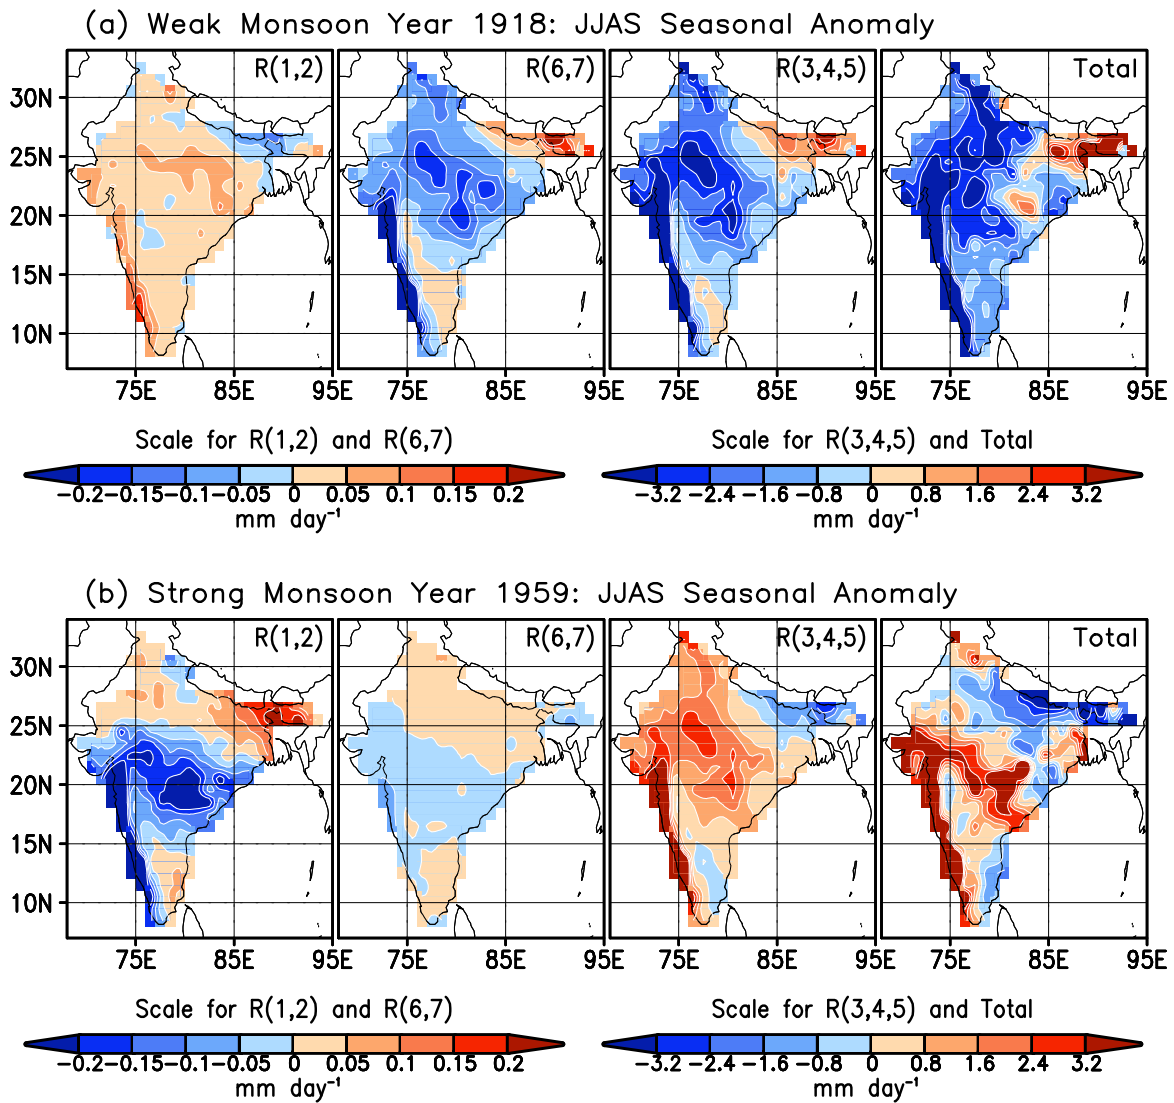 (a) Weak Monsoon Year 1918: JJAS Seasonal Anomaly
R(1,2) R(6,7) R(3,4,5) Total
30N
25N
20N
15N
10N
75E 85E 95E 75E 85E 95E 75E 85E 95E 75E 85E 95E
Scale for R(1,2) and R(6,7) Scale for R(3,4,5) and Total
−0.2 −0.15 −0.1 −0.05 0 0.05 0.1 0.15 0.2 −3.2 −2.4 −1.6 −0.8 0 0.8 1.6 2.4 3.2
mm day⁻¹ mm day⁻¹
(b) Strong Monsoon Year 1959: JJAS Seasonal Anomaly
R(1,2) R(6,7) R(3,4,5) Total
30N
25N
20N
15N
10N
75E 85E 95E 75E 85E 95E 75E 85E 95E 75E 85E 95E
Scale for R(1,2) and R(6,7) Scale for R(3,4,5) and Total
−0.2 −0.15 −0.1 −0.05 0 0.05 0.1 0.15 0.2 −3.2 −2.4 −1.6 −0.8 0 0.8 1.6 2.4 3.2
mm day⁻¹ mm day⁻¹